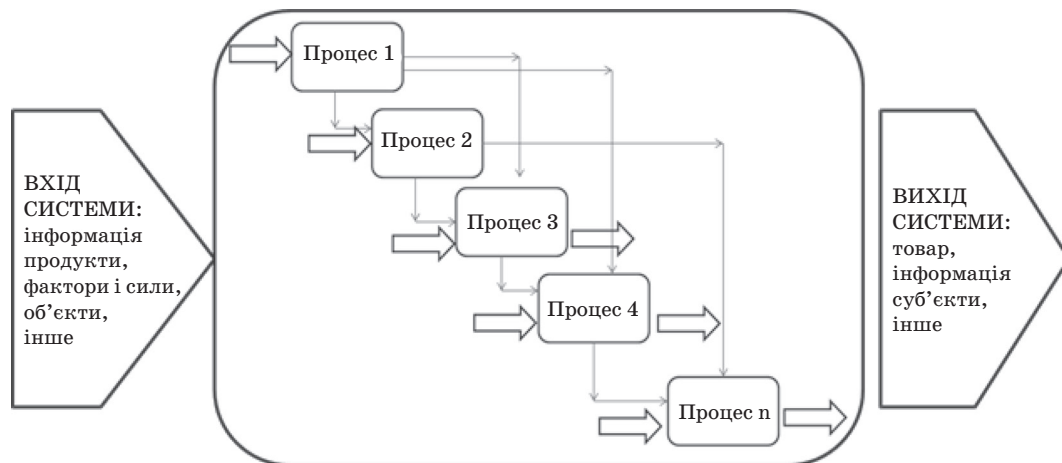 ВХІД
СИСТЕМИ:
інформація
продукти,
фактори і сили,
об’єкти,
інше
Процес 1
Процес 2
Процес 3
Процес 4
Процес n
ВИХІД
СИСТЕМИ:
товар,
інформація
суб’єкти,
інше